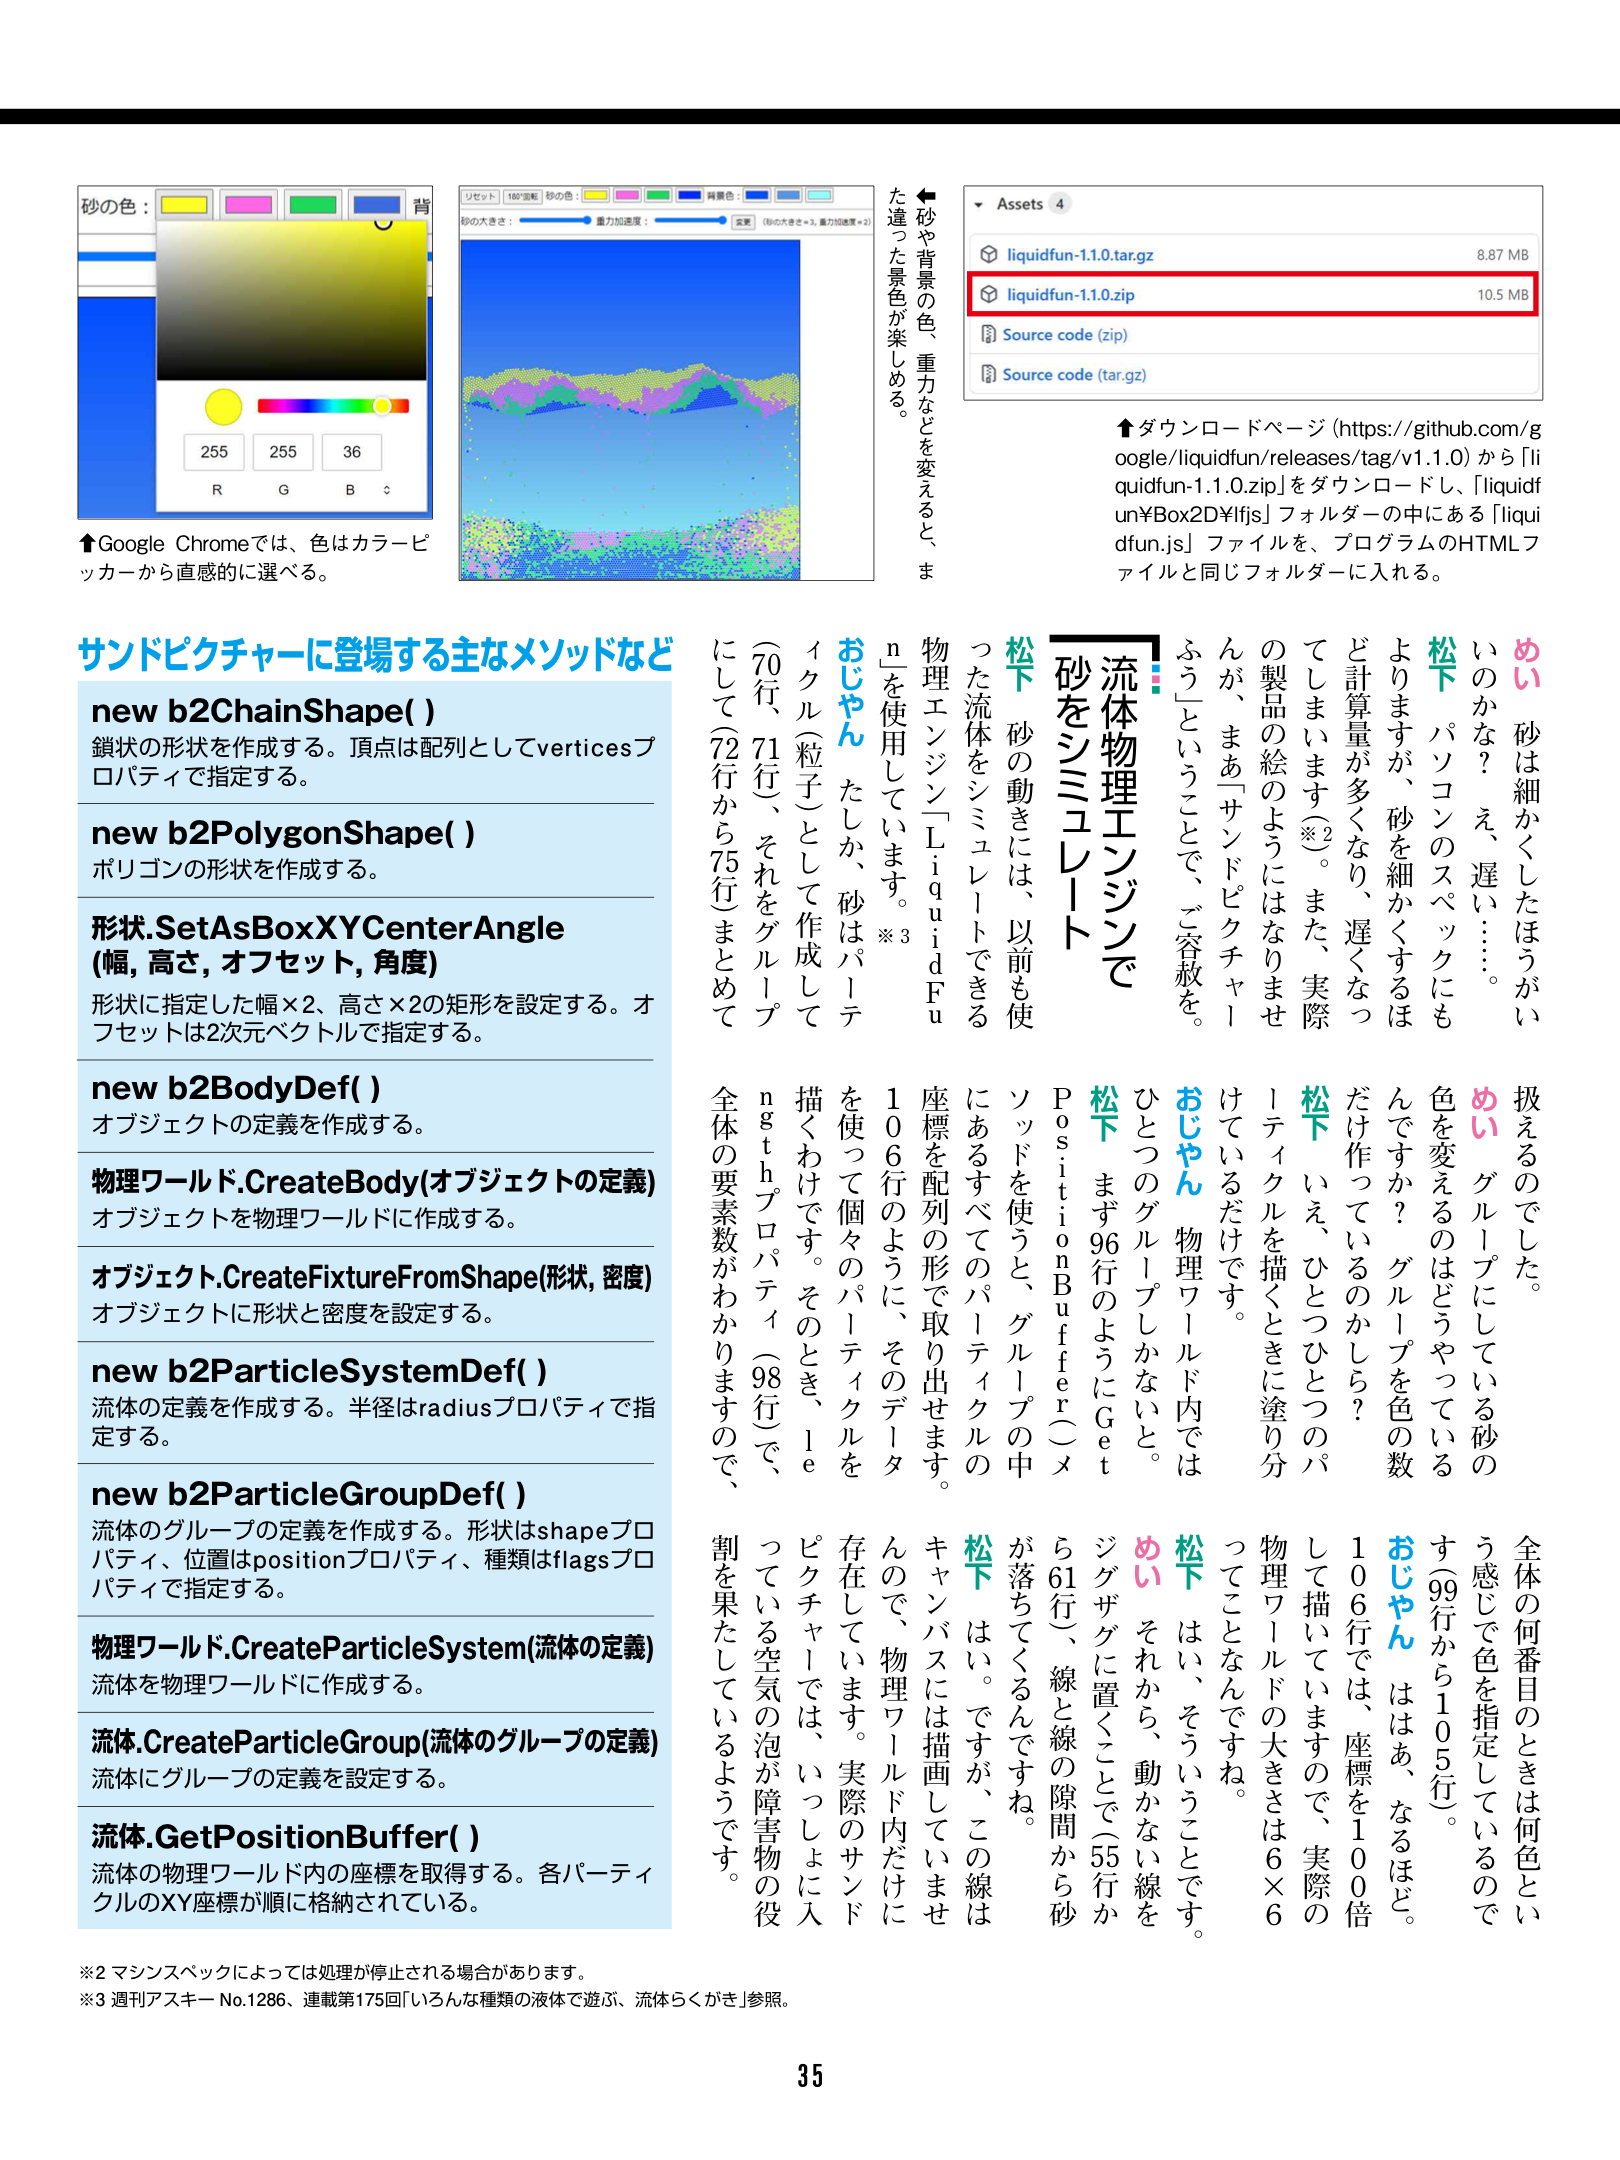 砂の色：
背
255
255
36
R
G
B
⬆Google Chromeでは、色はカラーピ
ッカーから直感的に選べる。
リセット
180°回転
砂の色：
背景色：
砂の大きさ：
重力加速度：
変更
(砂の大きさ=3, 重力加速度=2)
⬅砂や背景の色、重力などを変えると、ま
た違った景色が楽しめる。
Assets 4
liquidfun-1.1.0.tar.gz 8.87 MB
liquidfun-1.1.0.zip 10.5 MB
Source code (zip)
Source code (tar.gz)
⬆ダウンロードページ（https://github.com/g
oogle/liquidfun/releases/tag/v1.1.0）から「li
quidfun-1.1.0.zip」をダウンロードし、「liquidf
un¥Box2D¥lfjs」フォルダーの中にある「liqui
dfun.js」ファイルを、プログラムのHTMLフ
ァイルと同じフォルダーに入れる。
めい　砂は細かくしたほうがい
いのかな？　え、遅い……。
松下　パソコンのスペックにも
よりますが、砂を細かくするほ
ど計算量が多くなり、遅くなっ
てしまいます（※2）。また、実際
の製品の絵のようにはなりませ
んが、まあ「サンドピクチャー
ふう」ということで、ご容赦を。
流体物理エンジンで
砂をシミュレート
松下　砂の動きには、以前も使
った流体をシミュレートできる
物理エンジン「LiquidFu
n」を使用しています。※3
おじやん　たしか、砂はパーテ
ィクル（粒子）として作成して
（70行、71行）、それをグループ
にして（72行から75行）まとめて
扱えるのでした。
めい　グループにしている砂の
色を変えるのはどうやっている
んですか？　グループを色の数
だけ作っているのかしら？
松下　いえ、ひとつひとつのパ
ーティクルを描くときに塗り分
けているだけです。
おじやん　物理ワールド内では
ひとつのグループしかないと。
松下　まず96行のようにGet
PositionBuffer()メ
ソッドを使うと、グループの中
にあるすべてのパーティクルの
座標を配列の形で取り出せます。
106行のように、そのデータ
を使って個々のパーティクルを
描くわけです。そのとき、le
ngthプロパティ（98行）で、
全体の要素数がわかりますので、
全体の何番目のときは何色とい
う感じで色を指定しているので
す（99行から105行）。
おじやん　ははあ、なるほど。
106行では、座標を100倍
して描いていますので、実際の
物理ワールドの大きさは6×6
ってことなんですね。
松下　はい、そういうことです。
めい　それから、動かない線を
ジグザグに置くことで（55行か
ら61行）、線と線の隙間から砂
が落ちてくるんですね。
松下　はい。ですが、この線は
キャンバスには描画していませ
んので、物理ワールド内だけに
存在しています。実際のサンド
ピクチャーでは、いっしょに入
っている空気の泡が障害物の役
割を果たしているようです。
サンドピクチャーに登場する主なメソッドなど
new b2ChainShape( )
鎖状の形状を作成する。頂点は配列としてverticesプ
ロパティで指定する。
new b2PolygonShape( )
ポリゴンの形状を作成する。
形状.SetAsBoxXYCenterAngle
(幅, 高さ, オフセット, 角度)
形状に指定した幅×2、高さ×2の矩形を設定する。オ
フセットは2次元ベクトルで指定する。
new b2BodyDef( )
オブジェクトの定義を作成する。
物理ワールド.CreateBody(オブジェクトの定義)
オブジェクトを物理ワールドに作成する。
オブジェクト.CreateFixtureFromShape(形状, 密度)
オブジェクトに形状と密度を設定する。
new b2ParticleSystemDef( )
流体の定義を作成する。半径はradiusプロパティで指
定する。
new b2ParticleGroupDef( )
流体のグループの定義を作成する。形状はshapeプロ
パティ、位置はpositionプロパティ、種類はflagsプロ
パティで指定する。
物理ワールド.CreateParticleSystem(流体の定義)
流体を物理ワールドに作成する。
流体.CreateParticleGroup(流体のグループの定義)
流体にグループの定義を設定する。
流体.GetPositionBuffer( )
流体の物理ワールド内の座標を取得する。各パーティ
クルのXY座標が順に格納されている。
※2 マシンスペックによっては処理が停止される場合があります。
※3 週刊アスキー No.1286、連載第175回「いろんな種類の液体で遊ぶ、流体らくがき」参照。
35